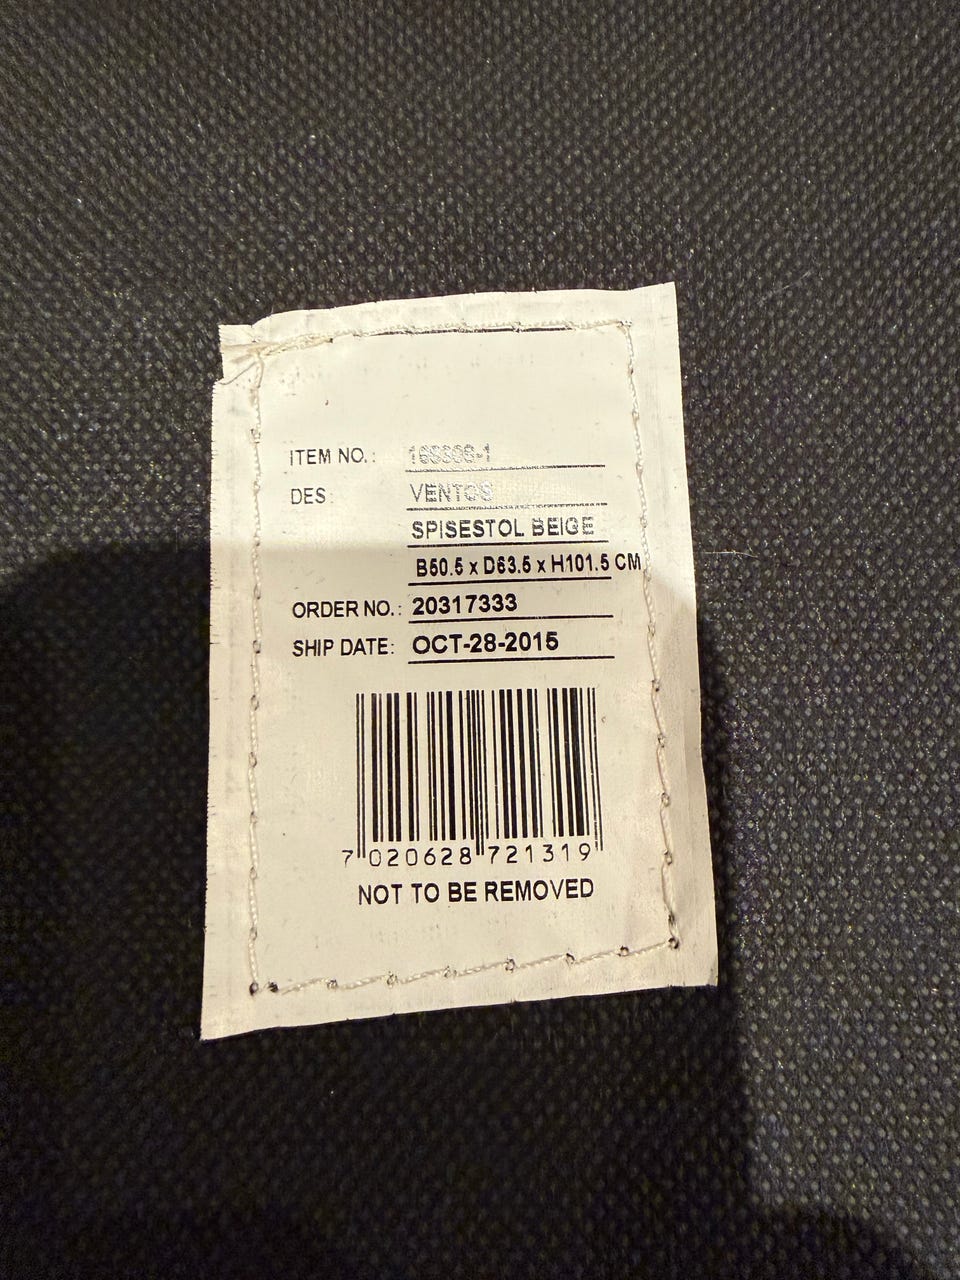 ITEM NO.:
DES:
SPISESTOL BEIGE
B50.5 x D63.5 x H101.5 CM
ORDER NO.: 20317333
SHIP DATE: OCT-28-2015
7 020628 721319
NOT TO BE REMOVED